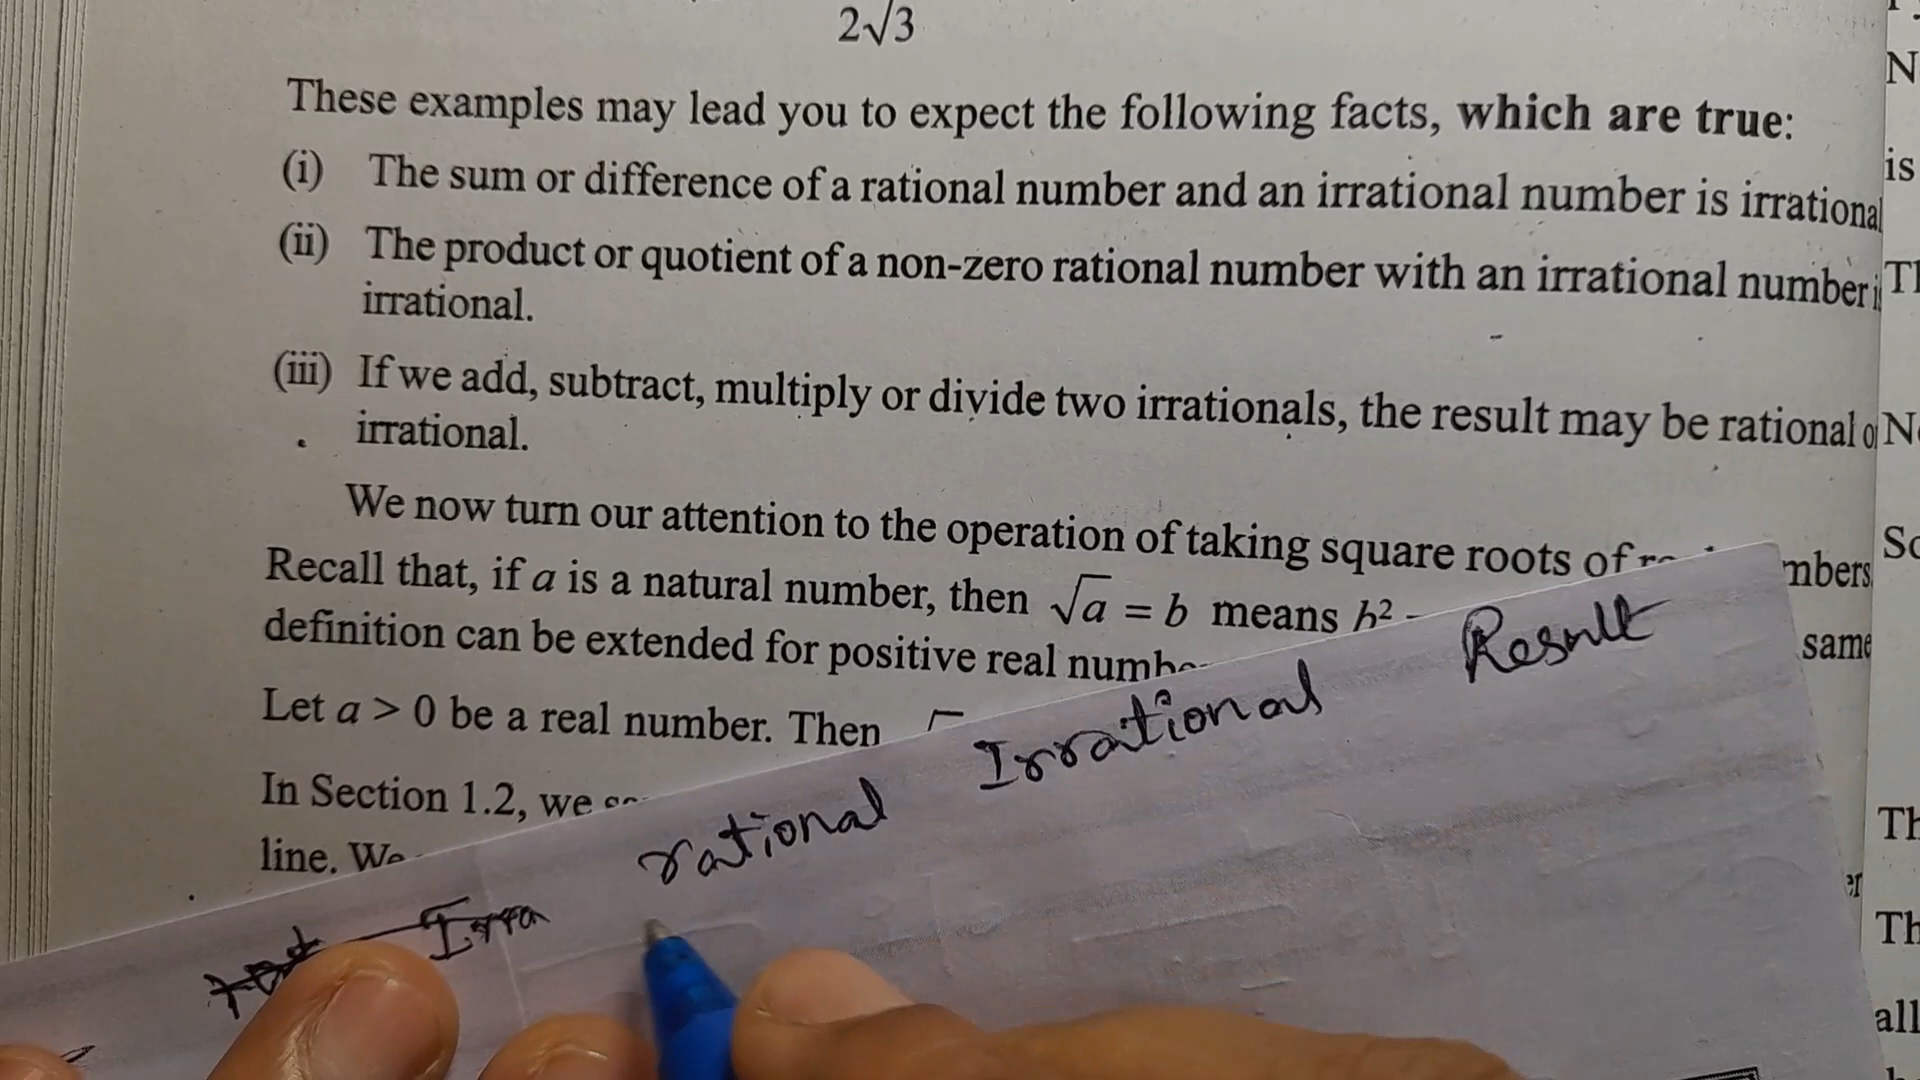 2√3
These examples may lead you to expect the following facts, which are true:
(i) The sum or difference of a rational number and an irrational number is irrational
(ii) The product or quotient of a non-zero rational number with an irrational number
irrational.
(iii) If we add, subtract, multiply or divide two irrationals, the result may be rational
irrational.
We now turn our attention to the operation of taking square roots of
Recall that, if a is a natural number, then √a = b means b²
definition can be extended for positive real
same
Let a > 0 be a real number. Then
In Section 1.2, we
line. We
rational Irrational Result
Irra
N
is
Th